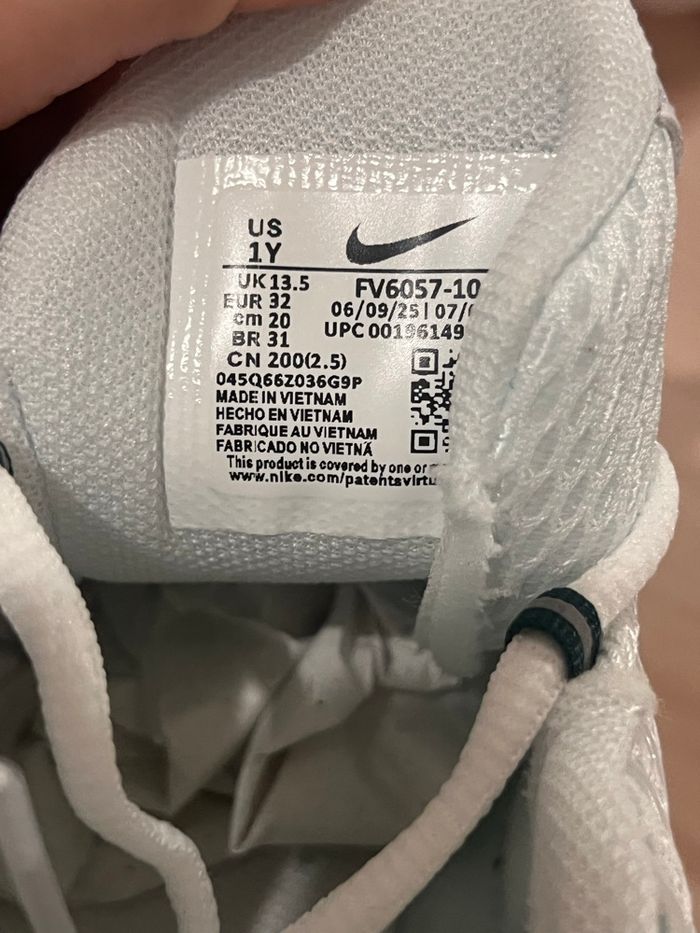 US
1Y
UK 13.5
EUR 32
cm 20
BR 31
CN 200(2.5)
FV6057-10
06/09/25 | 07/
UPC 00196149
045Q66Z036G9P
MADE IN VIETNAM
HECHO EN VIETNAM
FABRIQUE AU VIETNAM
FABRICADO NO VIETNÃ
This product is covered by one or
www.nike.com/patentsvirtu